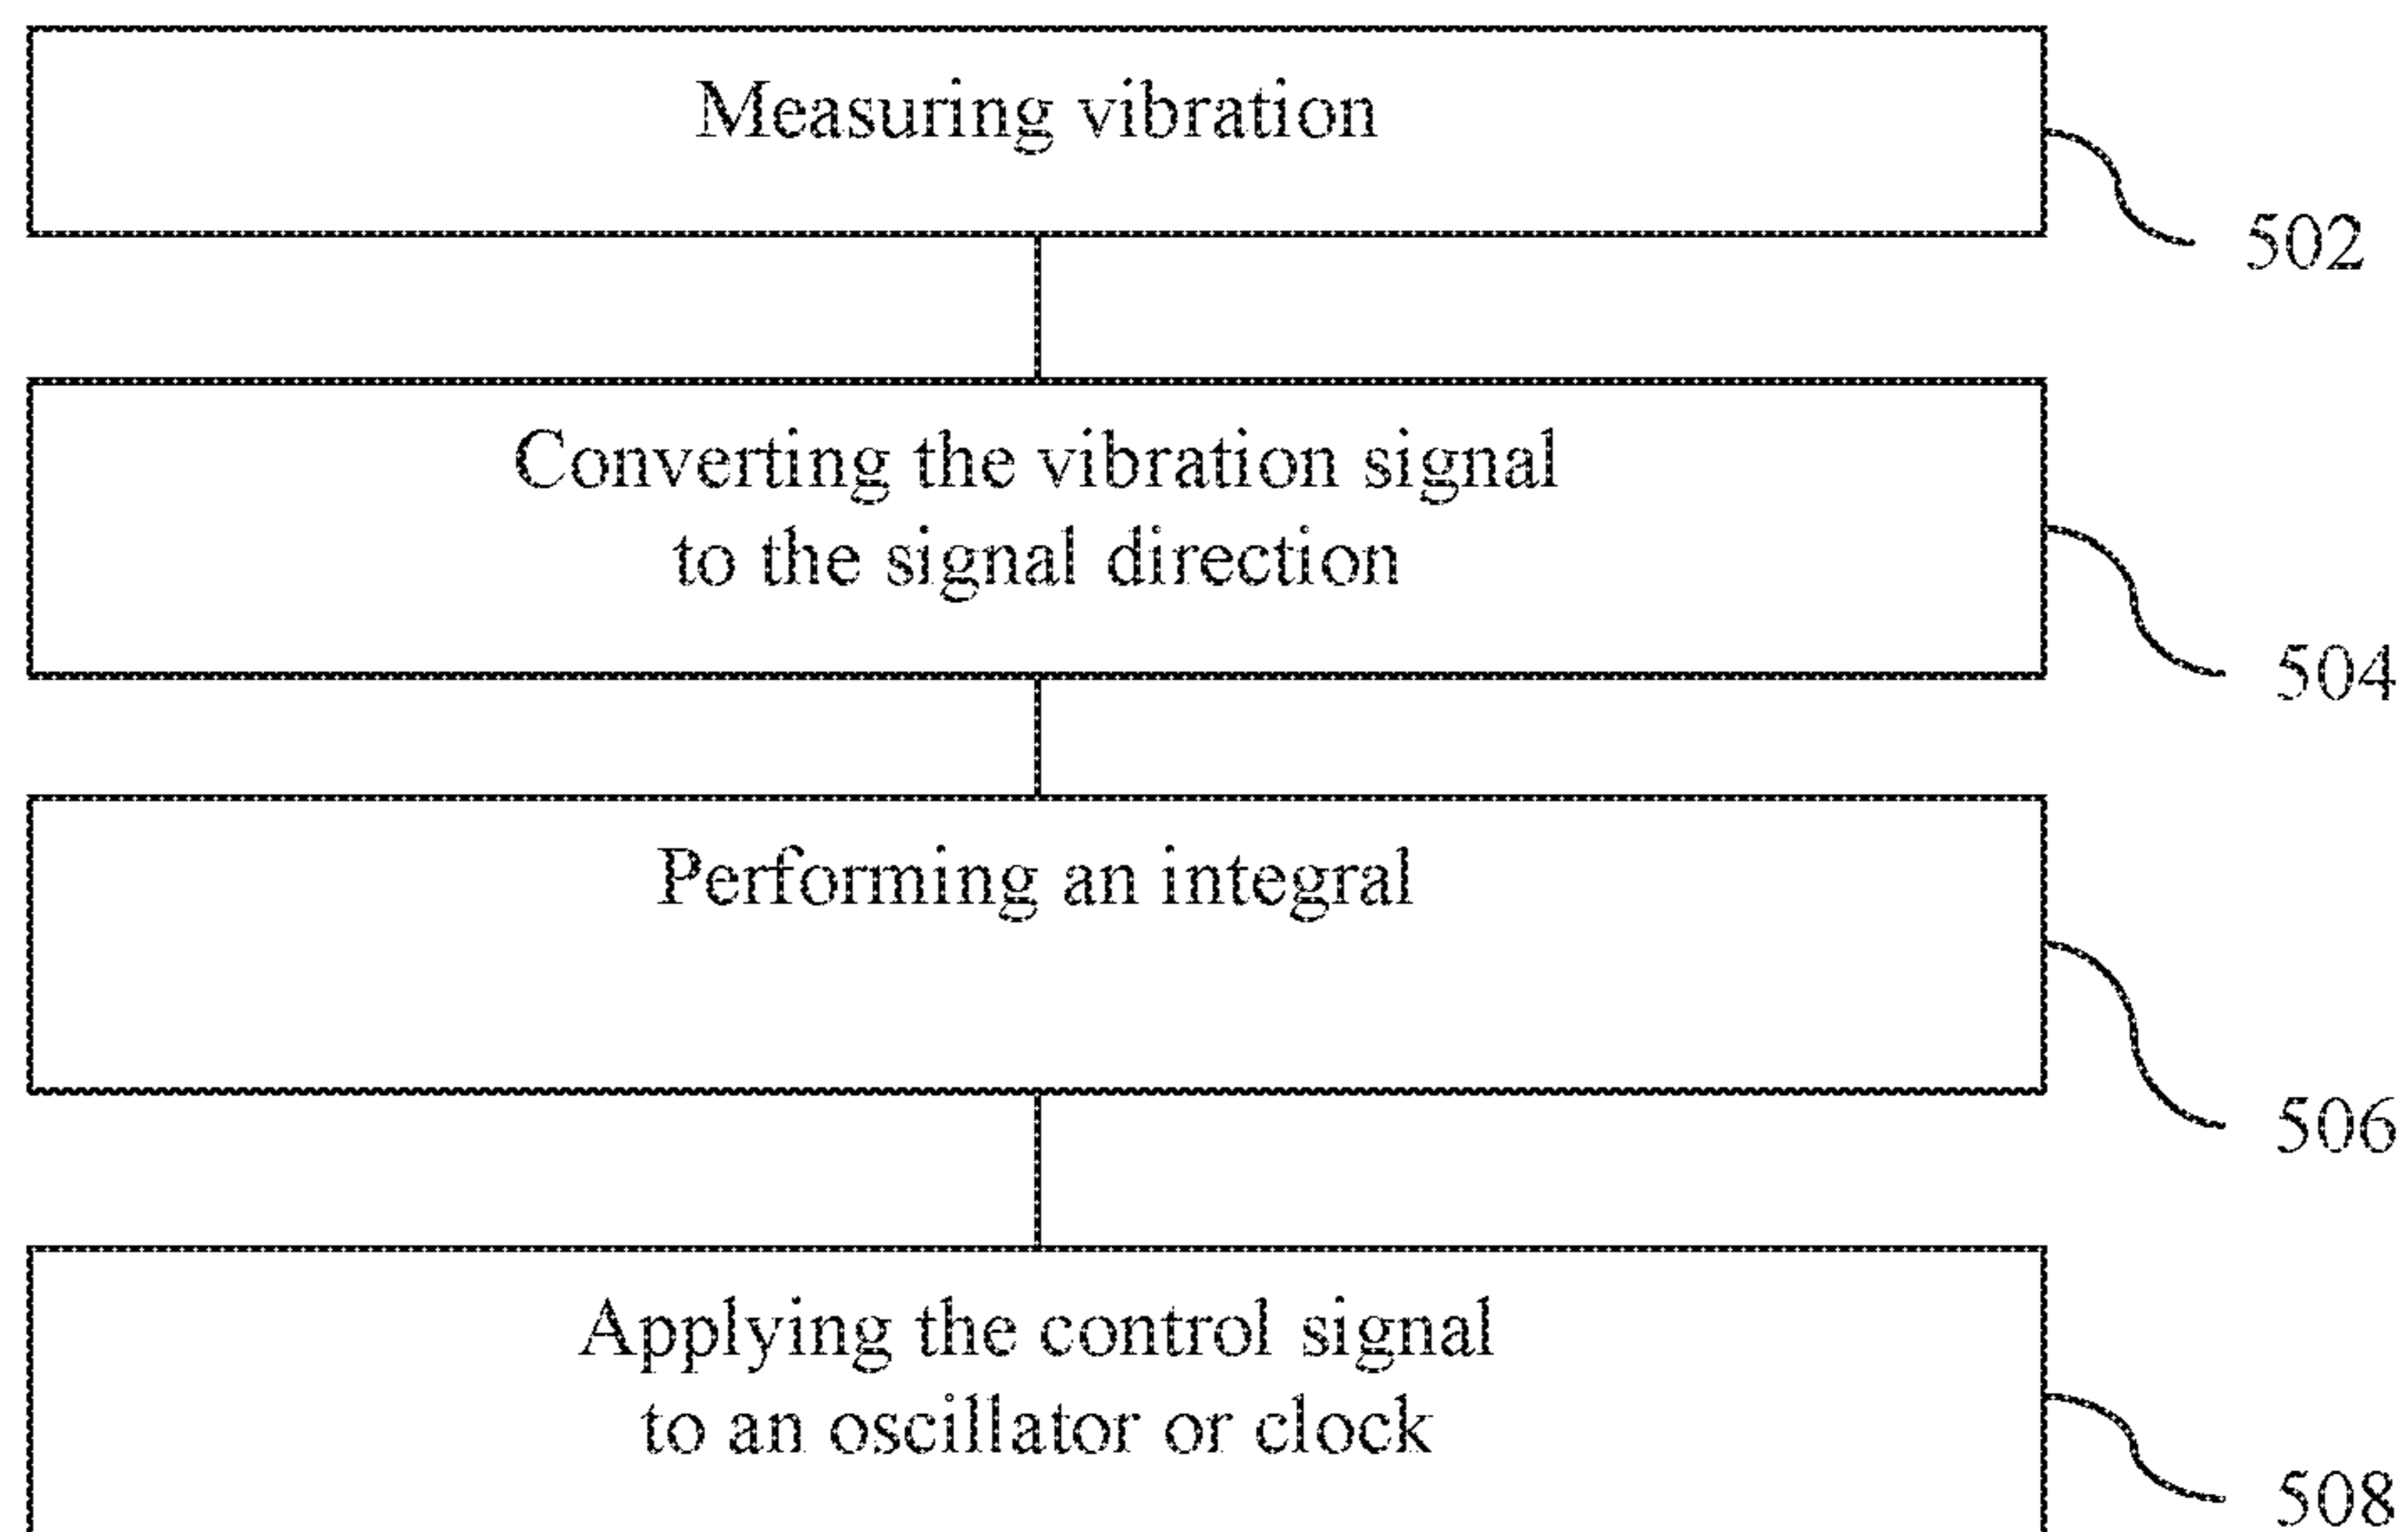 Measuring vibration
502
Converting the vibration signal
to the signal direction
504
Performing an integral
506
Applying the control signal
to an oscillator or clock
508